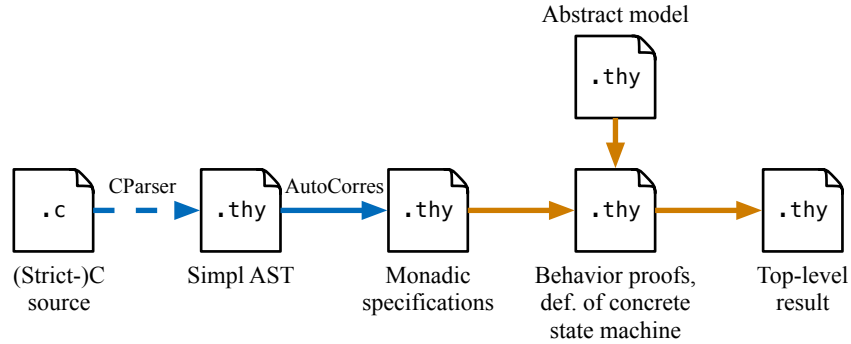 Abstract model
.thy
CParser
AutoCorres
.c
.thy
.thy
.thy
.thy
(Strict-)C
source
Simpl AST
Monadic
specifications
Behavior proofs,
def. of concrete
state machine
Top-level
result